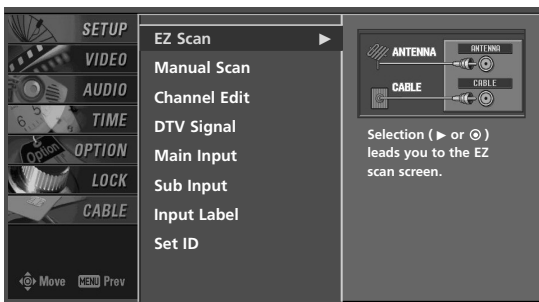 SETUP
VIDEO
AUDIO
TIME
OPTION
LOCK
CABLE
Move MENU Prev
EZ Scan ►
Manual Scan
Channel Edit
DTV Signal
Main Input
Sub Input
Input Label
Set ID
ANTENNA
ANTENNA
CABLE
CABLE
Selection ( ► or ⊙ )
leads you to the EZ
scan screen.